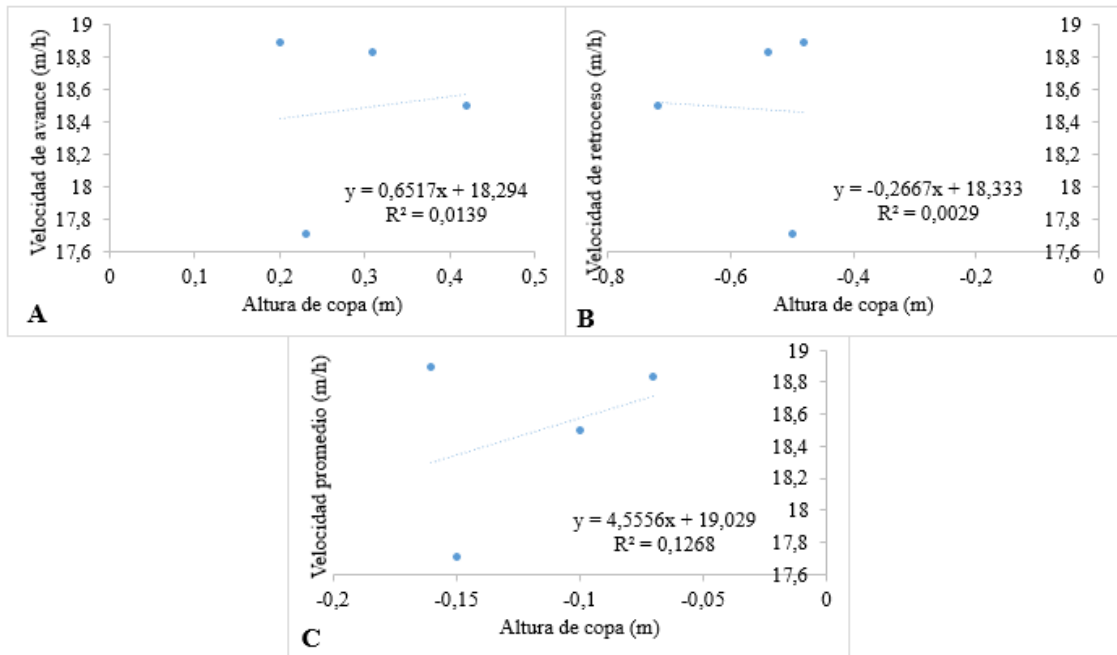 Velocidad de avance (m/h)
19
18,8
18,6
18,4
18,2
18
17,8
17,6
0
0,1
0,2
0,3
0,4
0,5
y = 0,6517x + 18,294
R² = 0,0139
Altura de copa (m)
A
Velocidad de retroceso (m/h)
19
18,8
18,6
18,4
18,2
18
17,8
17,6
-0,8
-0,6
-0,4
-0,2
0
y = -0,2667x + 18,333
R² = 0,0029
Altura de copa (m)
B
Velocidad promedio (m/h)
19
18,8
18,6
18,4
18,2
18
17,8
17,6
-0,2
-0,15
-0,1
-0,05
0
y = 4,5556x + 19,029
R² = 0,1268
Altura de copa (m)
C